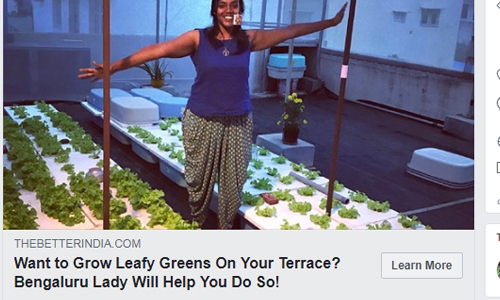 THEBETTERINDIA.COM
Want to Grow Leafy Greens On Your Terrace?
Bengaluru Lady Will Help You Do So!
Learn More